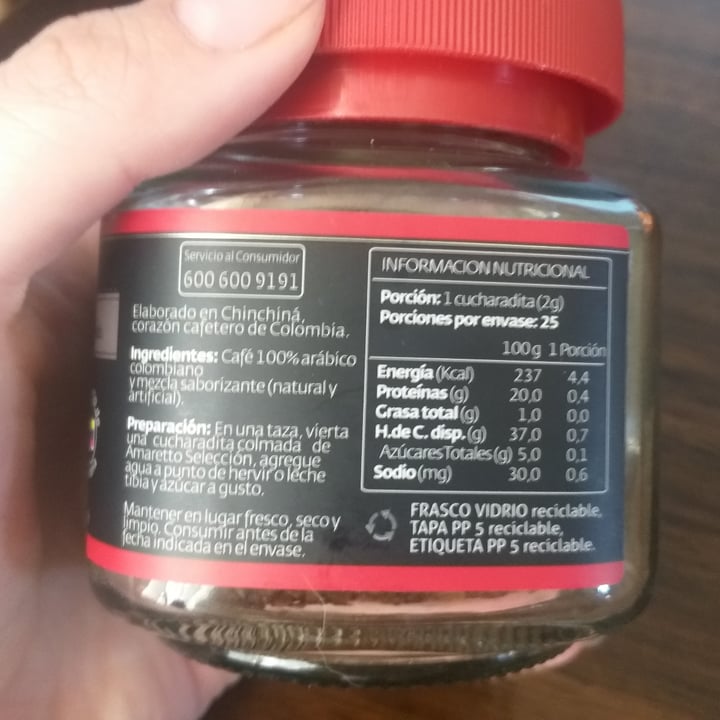 Servicio al Consumidor
600 600 9191
Elaborado en Chinchiná,
corazón cafetero de Colombia.
Ingredientes: Café 100% arábico
colombiano
y mezcla saborizante (natural y
artificial).
Preparación: En una taza, vierta
una cucharadita colmada de
Amaretto Selección, agregue
agua a punto de hervir o leche
tibia y azúcar a gusto.
Mantener en lugar fresco, seco y
limpio. Consumir antes de la
fecha indicada en el envase.
INFORMACION NUTRICIONAL
Porción: 1 cucharadita (2g)
Porciones por envase: 25
100g 1 Porción
Energía (Kcal) 237 4,4
Proteínas (g) 20,0 0,4
Grasa total (g) 1,0 0,0
H.de C. disp. (g) 37,0 0,7
Azúcares Totales (g) 5,0 0,1
Sodio (mg) 30,0 0,6
FRASCO VIDRIO reciclable,
TAPA PP 5 reciclable,
ETIQUETA PP 5 reciclable.